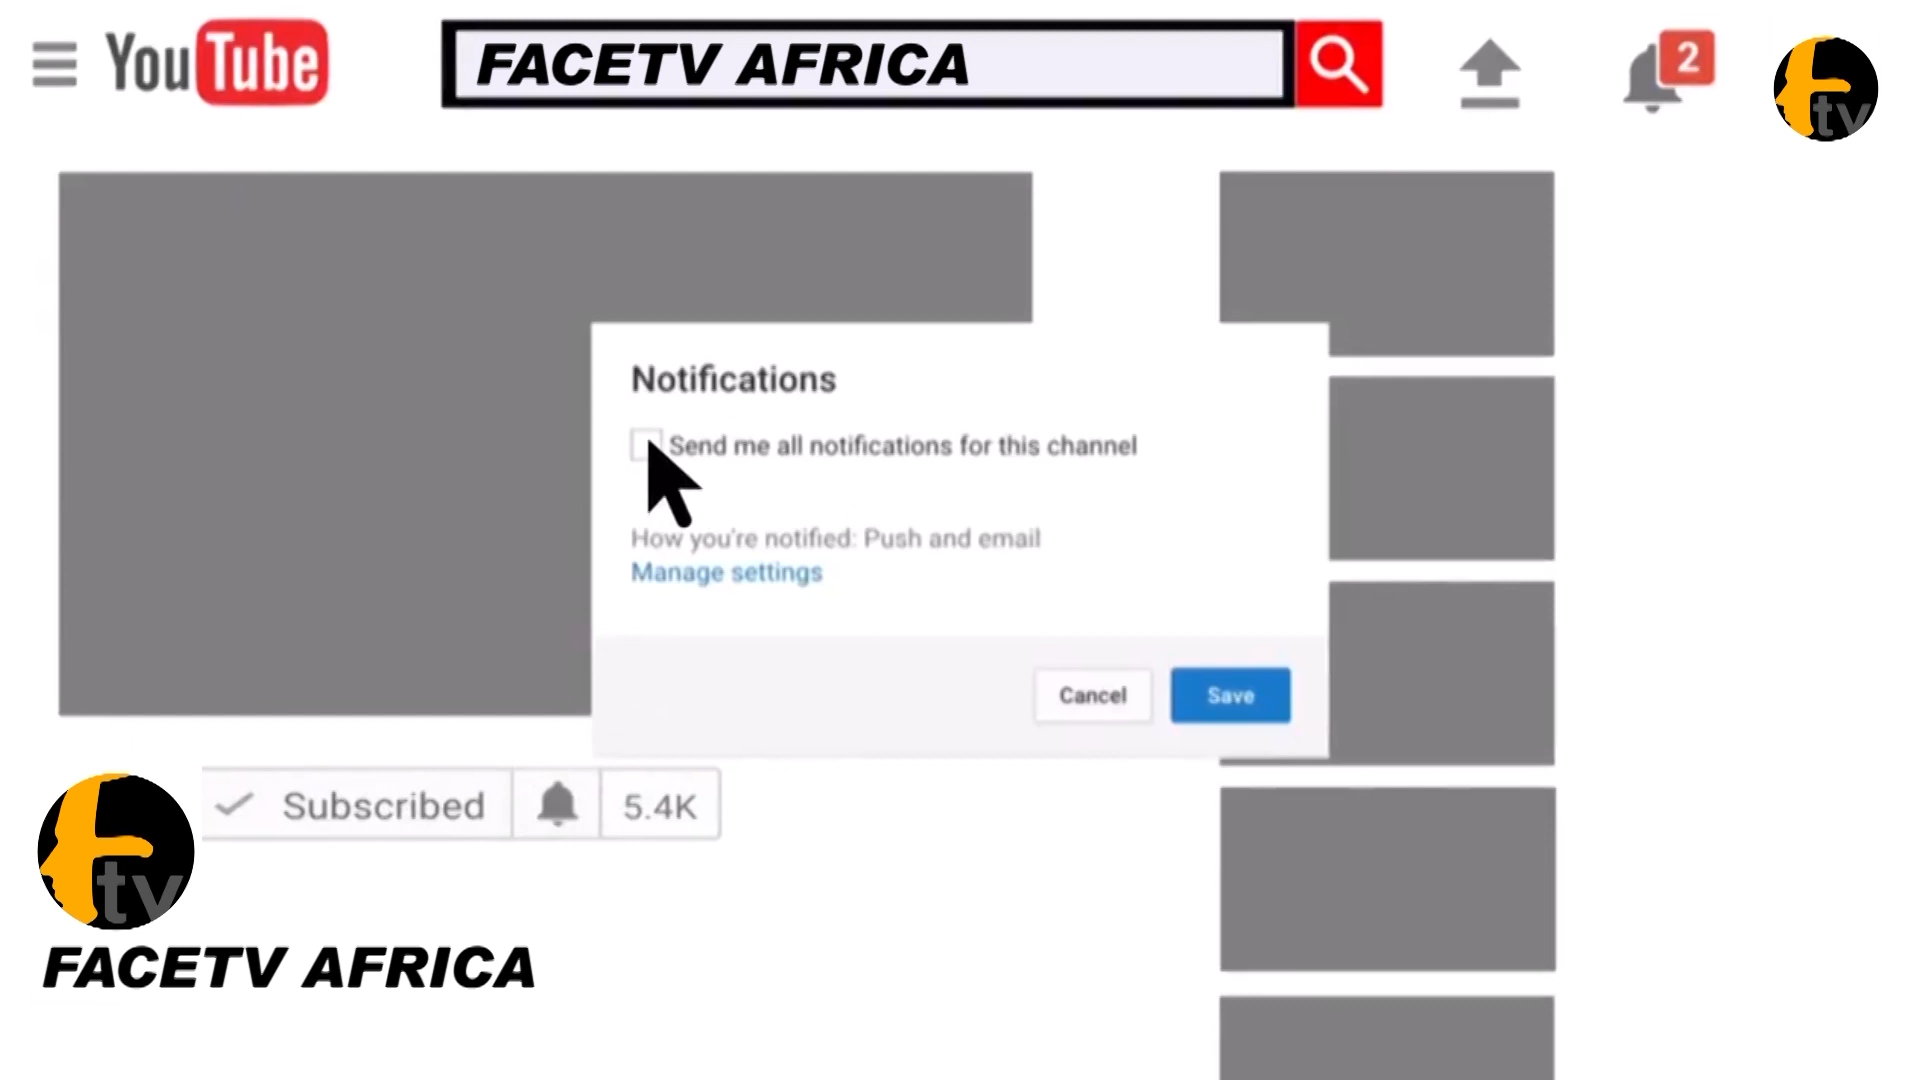 YouTube
FACETV AFRICA
2
tv
Notifications
Send me all notifications for this channel
How you're notified: Push and email
Manage settings
Cancel
Save
Subscribed
5.4K
tv
FACETV AFRICA